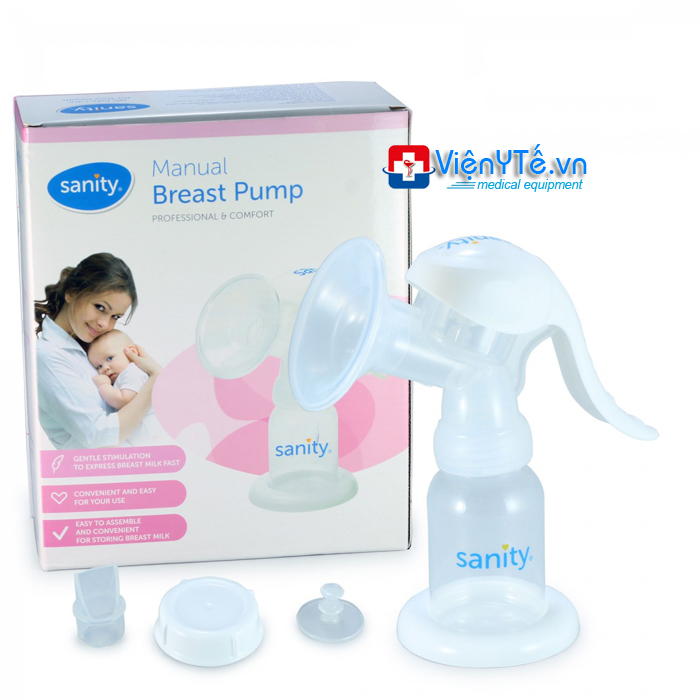 sanity
ViệnYTế.vn
medical equipment
sanity®
Manual
Breast Pump
PROFESSIONAL & COMFORT
sanity
sanity®
GENTLE STIMULATION
TO EXPRESS BREAST MILK FAST
CONVENIENT AND EASY
FOR YOUR USE
EASY TO ASSEMBLE
AND CONVENIENT
FOR STORING BREAST MILK
sanity®